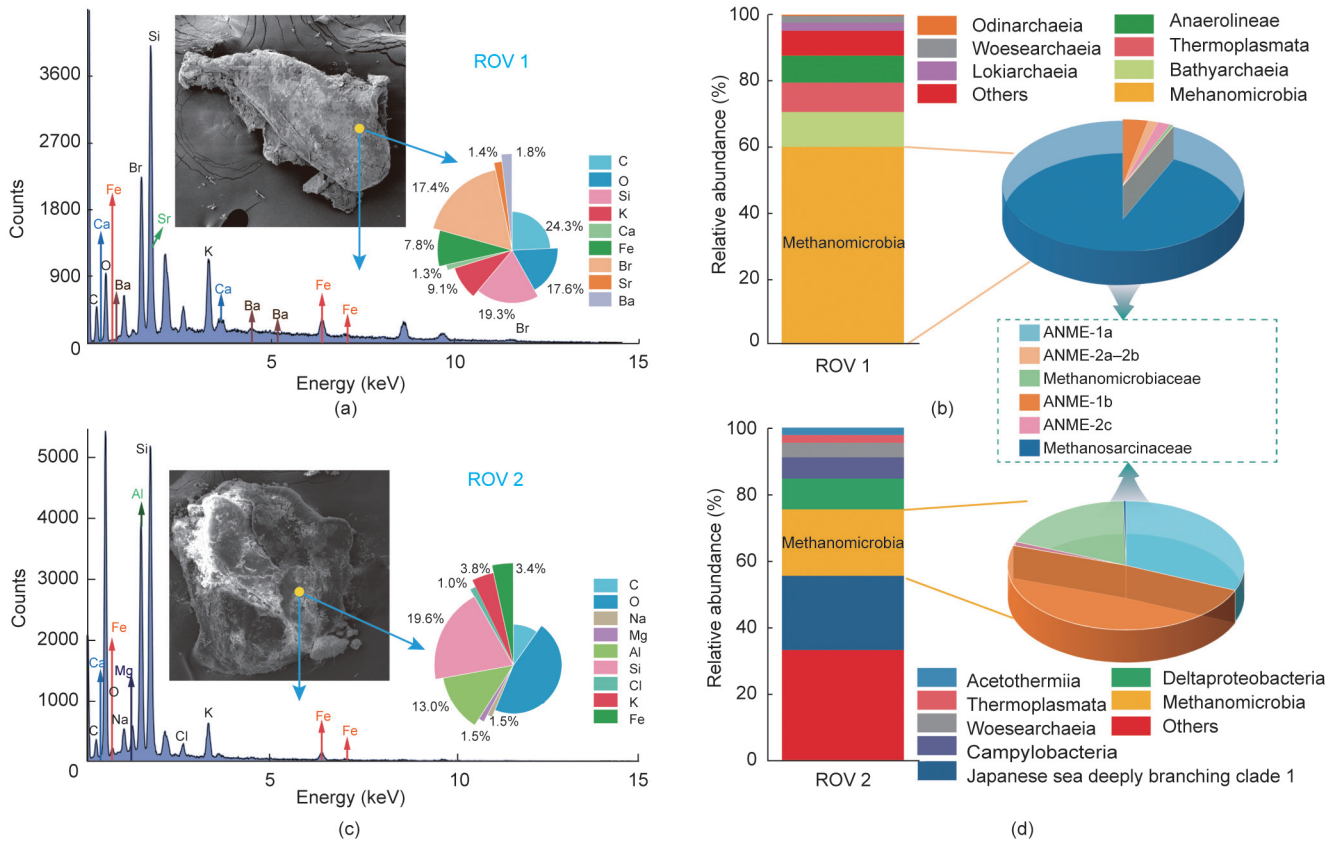 Si
ROV 1
3600
2700
Counts
Br
Fe
1800
Ca
Sr
O
K
900
Ba
C
Ca
Ba
Ba
Fe
Fe
Br
0
5
10
15
Energy (keV)
(a)
1.4%
1.8%
17.4%
24.3%
7.8%
1.3%
9.1%
17.6%
19.3%
C
O
Si
K
Ca
Fe
Br
Sr
Ba
100
80
60
40
20
0
Relative abundance (%)
Methanomicrobia
ROV 1
(b)
Odinarchaeia
Woesearchaeia
Lokiarchaeia
Others
Anaerolineae
Thermoplasmata
Bathyarchaeia
Mehanomicrobia
ANME-1a
ANME-2a–2b
Methanomicrobiaceae
ANME-1b
ANME-2c
Methanosarcinaceae
Si
5000
Al
ROV 2
4000
Counts
3000
Fe
2000
Ca
Mg
O
1000
Na
K
C
Cl
Fe
Fe
0
5
10
15
Energy (keV)
(c)
3.8%
3.4%
1.0%
19.6%
13.0%
1.5%
1.5%
C
O
Na
Mg
Al
Si
Cl
K
Fe
100
80
60
40
20
0
Relative abundance (%)
Methanomicrobia
ROV 2
Acetothermiia
Thermoplasmata
Woesearchaeia
Campylobacteria
Japanese sea deeply branching clade 1
Deltaproteobacteria
Methanomicrobia
Others
(d)